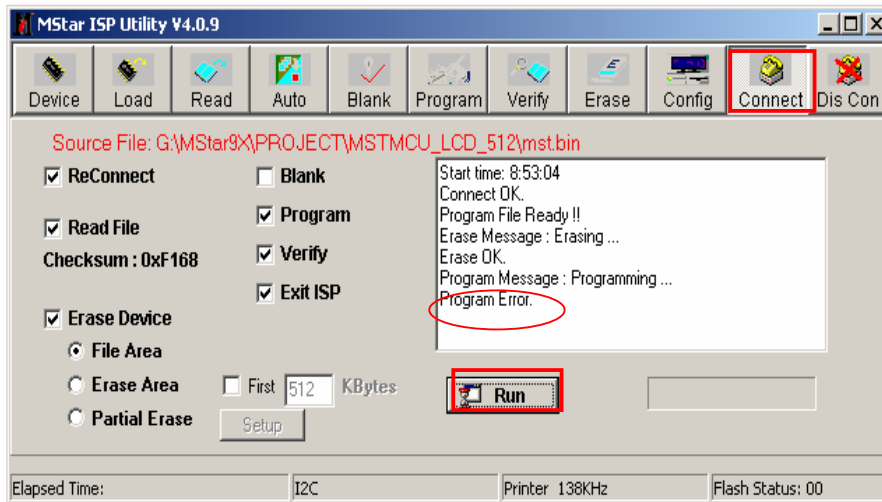 MStar ISP Utility V4.0.9
Device Load Read Auto Blank Program Verify Erase Config Connect Dis Con
Source File: G:\MStar9X\PROJECT\MSTMCU_LCD_512\mst.bin
ReConnect
Blank
Read File
Program
Checksum : 0xF168
Verify
Exit ISP
Erase Device
File Area
Erase Area
First 512 KBytes
Partial Erase
Setup
Start time: 8:53:04
Connect OK.
Program File Ready !!
Erase Message : Erasing ...
Erase OK.
Program Message : Programming ...
Program Error.
Run
Elapsed Time: I2C Printer 138KHz Flash Status: 00